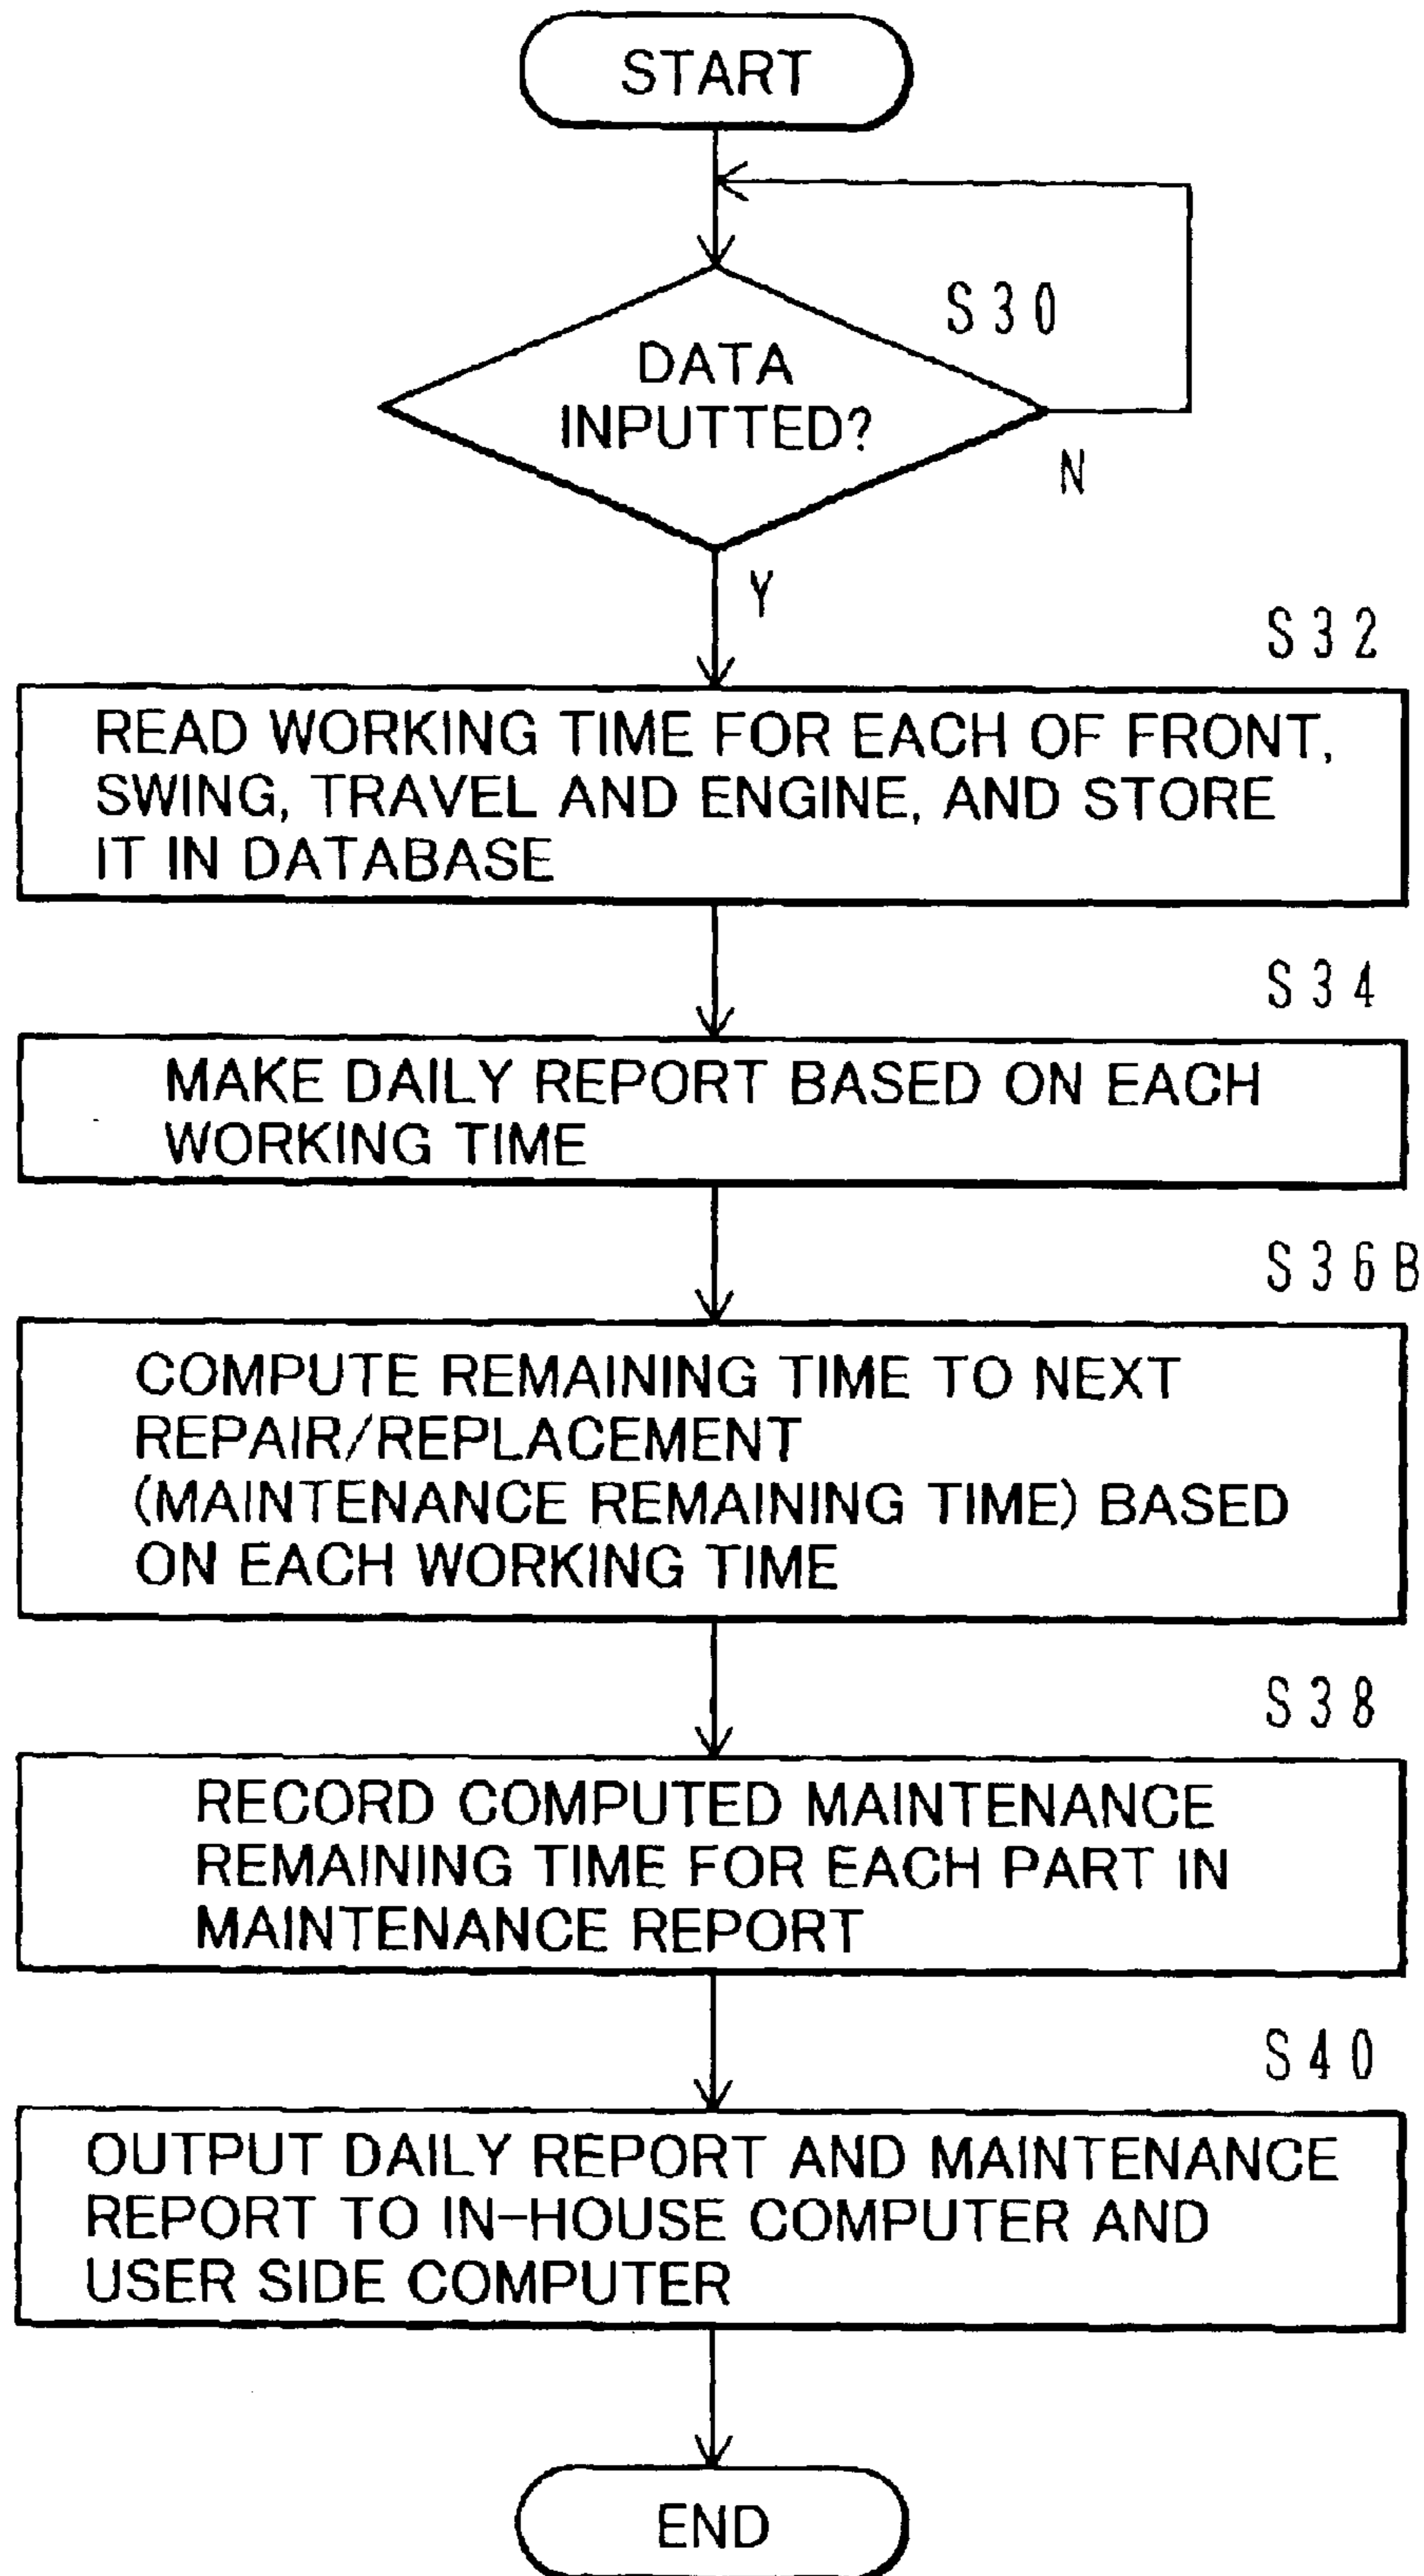 START
S30
DATA
INPUTTED?
N
Y
S32
READ WORKING TIME FOR EACH OF FRONT,
SWING, TRAVEL AND ENGINE, AND STORE
IT IN DATABASE
S34
MAKE DAILY REPORT BASED ON EACH
WORKING TIME
S36B
COMPUTE REMAINING TIME TO NEXT
REPAIR/REPLACEMENT
(MAINTENANCE REMAINING TIME) BASED
ON EACH WORKING TIME
S38
RECORD COMPUTED MAINTENANCE
REMAINING TIME FOR EACH PART IN
MAINTENANCE REPORT
S40
OUTPUT DAILY REPORT AND MAINTENANCE
REPORT TO IN-HOUSE COMPUTER AND
USER SIDE COMPUTER
END